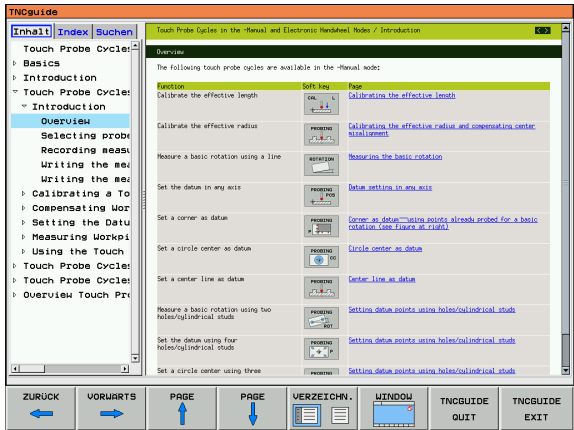 TNCguide
Inhalt Index Suchen
Touch Probe Cycles in the -Manual and Electronic Handwheel Modes / Introduction
Touch Probe Cycles
Basics
Introduction
Touch Probe Cycles
Introduction
Overview
Selecting probe
Recording measu
Writing the mea
Writing the mea
Calibrating a To
Compensating Wor
Setting the Datu
Measuring Workpi
Using the Touch
Touch Probe Cycles
Touch Probe Cycles
Overview Touch Pro
Overview
The following touch probe cycles are available in the -Manual mode:
Function Soft key Page
Calibrate the effective length CAL L Calibrating the effective length
Calibrate the effective radius PROBING Calibrating the effective radius and compensating center
misalignment
Measure a basic rotation using a line PROBING ROTATION Measuring the basic rotation
Set the datum in any axis PROBING POS Datum setting in any axis
Set a corner as datum PROBING P Corner as datum—using points already probed for a basic
rotation (see figure at right)
Set a circle center as datum PROBING CC Circle center as datum
Set a center line as datum PROBING Center line as datum
Measure a basic rotation using two
holes/cylindrical studs PROBING ROT Setting datum points using holes/cylindrical studs
Set the datum using four
holes/cylindrical studs PROBING P Setting datum points using holes/cylindrical studs
Set a circle center using three PROBING Setting datum points using holes/cylindrical studs
ZURÜCK VORWÄRTS PAGE PAGE VERZEICHN. WINDOW TNCGUIDE QUIT TNCGUIDE EXIT